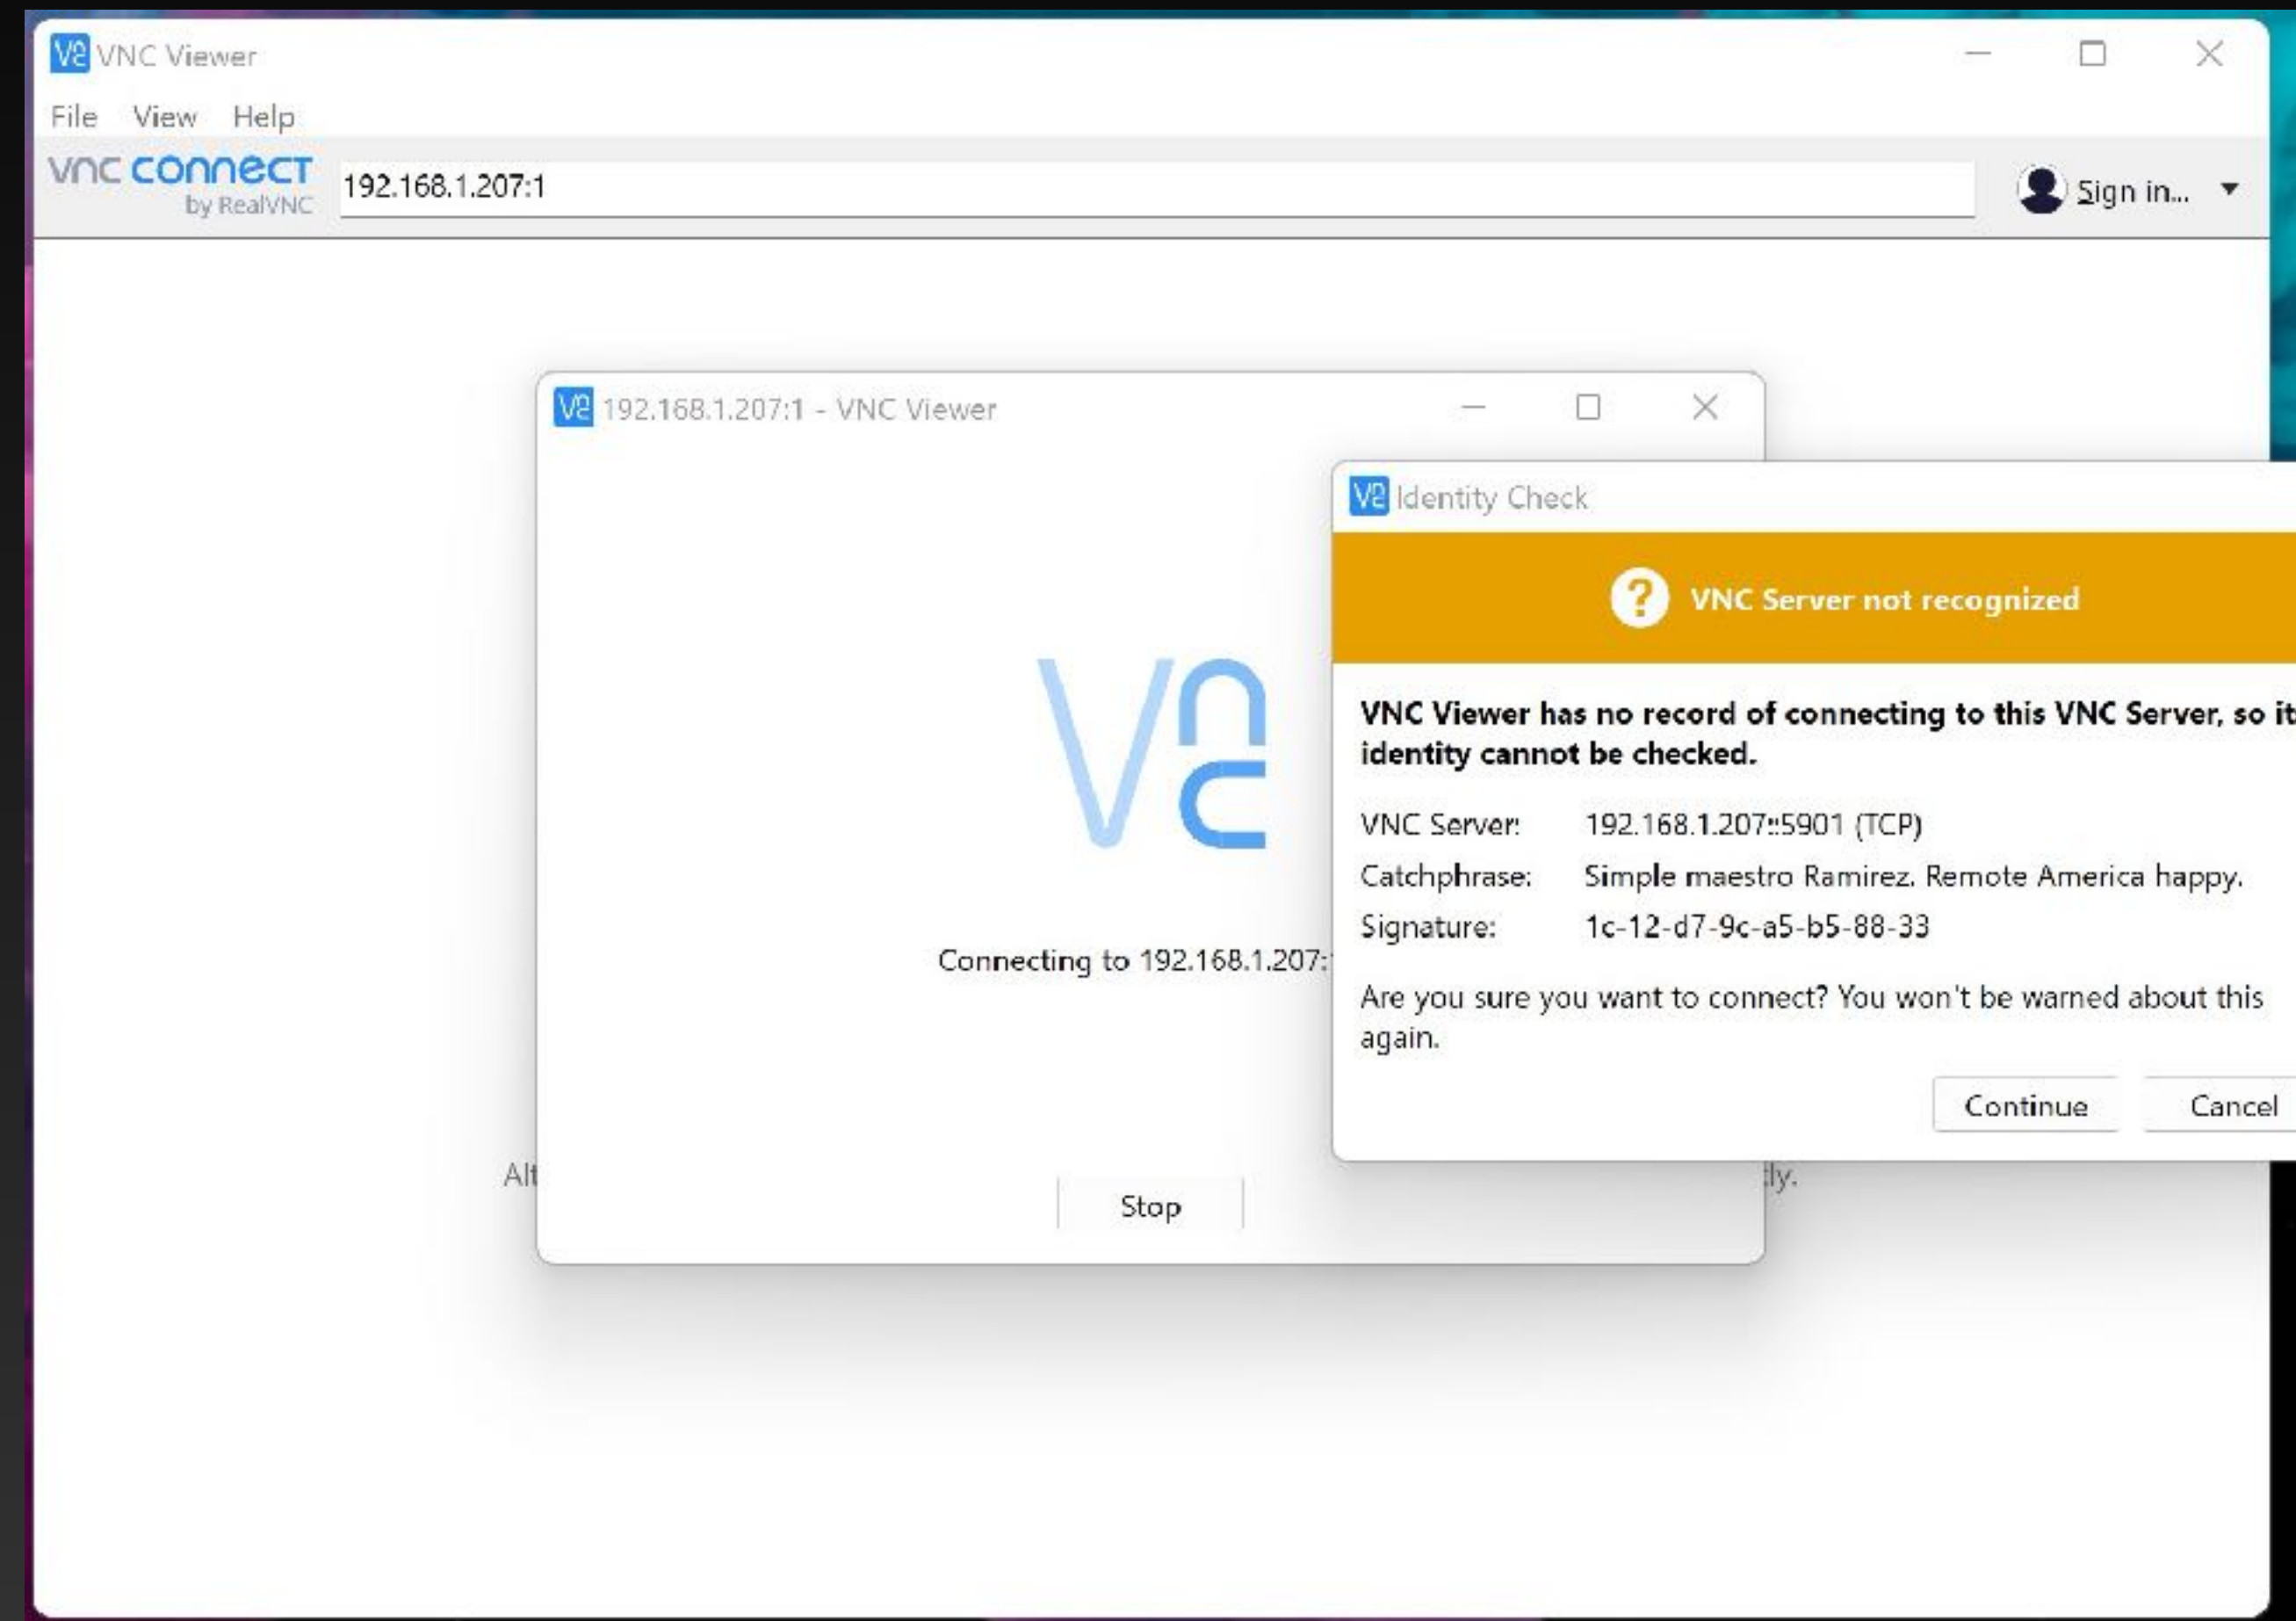 VNC Viewer
File View Help
vnc connect
by RealVNC
192.168.1.207:1
Sign in...
192.168.1.207:1 - VNC Viewer
Connecting to 192.168.1.207:
Stop
Alt
tly.
Identity Check
VNC Server not recognized
VNC Viewer has no record of connecting to this VNC Server, so its
identity cannot be checked.
VNC Server: 192.168.1.207::5901 (TCP)
Catchphrase: Simple maestro Ramirez. Remote America happy.
Signature: 1c-12-d7-9c-a5-b5-88-33
Are you sure you want to connect? You won't be warned about this
again.
Continue Cancel